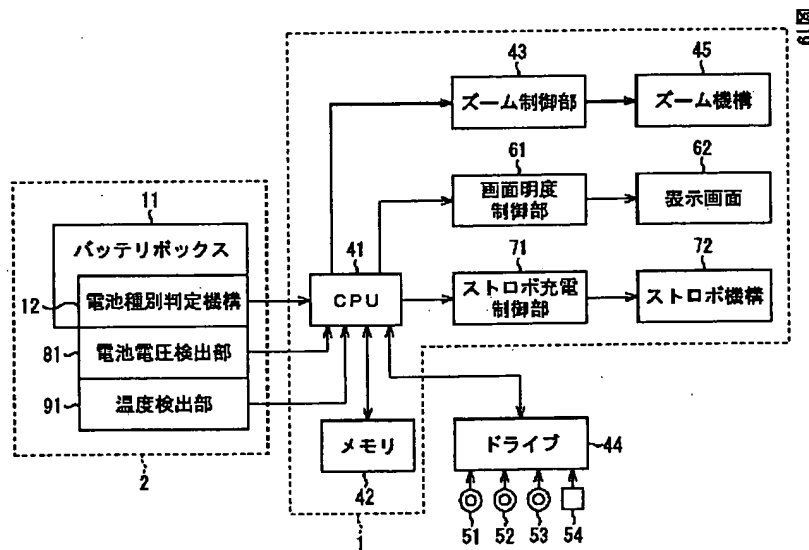 図
6
43
45
ズーム制御部
ズーム機構
61
62
画面明度
制御部
表示画面
11
バッテリボックス
41
71
72
12
電池種別判定機構
CPU
ストロボ充電
制御部
ストロボ機構
81
電池電圧検出部
91
温度検出部
メモリ
ドライブ
44
2
42
51
52
53
54
1